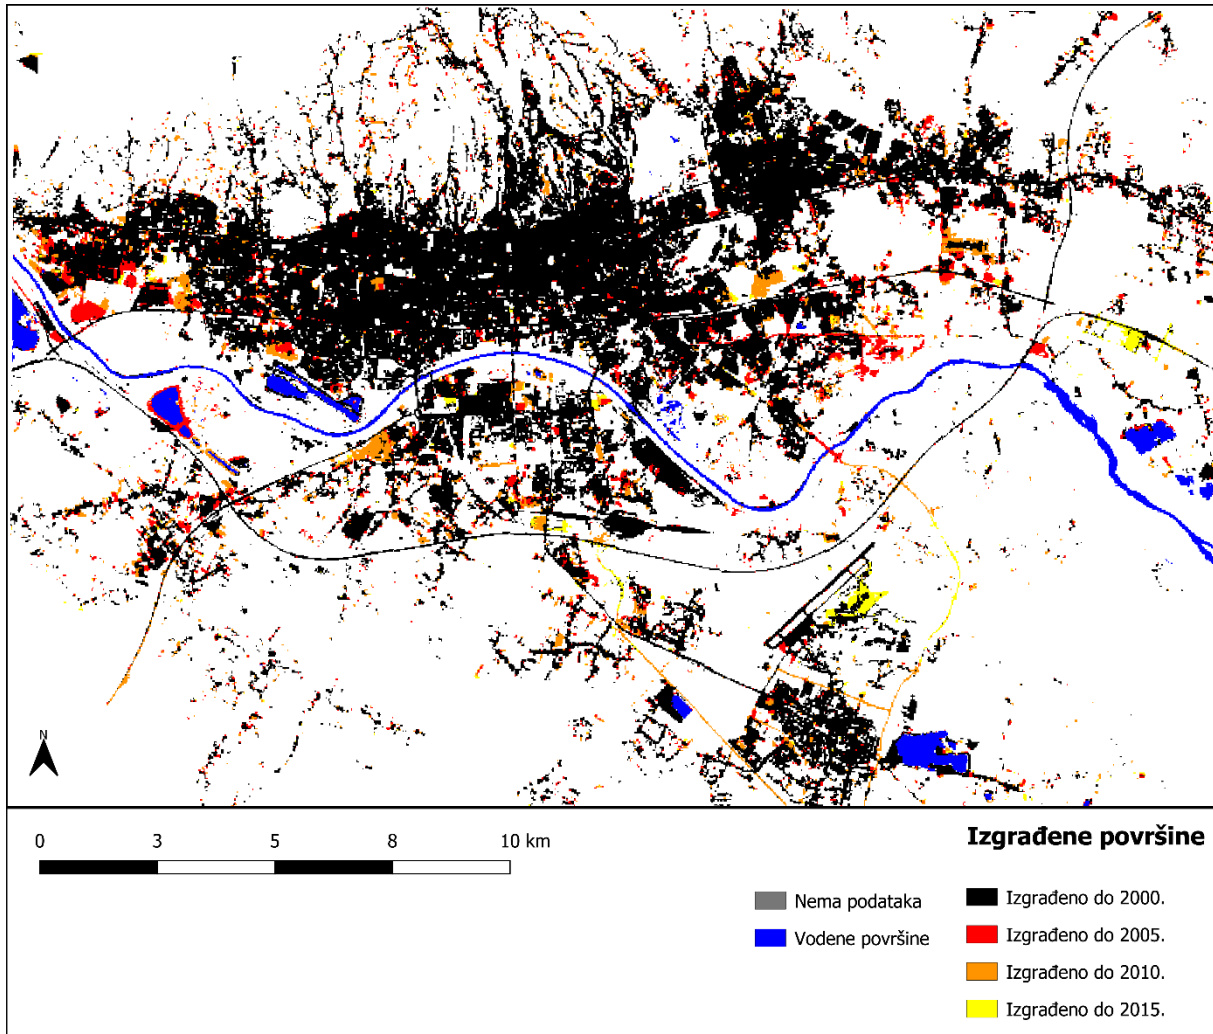 N
0 3 5 8 10 km
Izgrađene površine
Nema podataka
Vodene površine
Izgrađeno do 2000.
Izgrađeno do 2005.
Izgrađeno do 2010.
Izgrađeno do 2015.